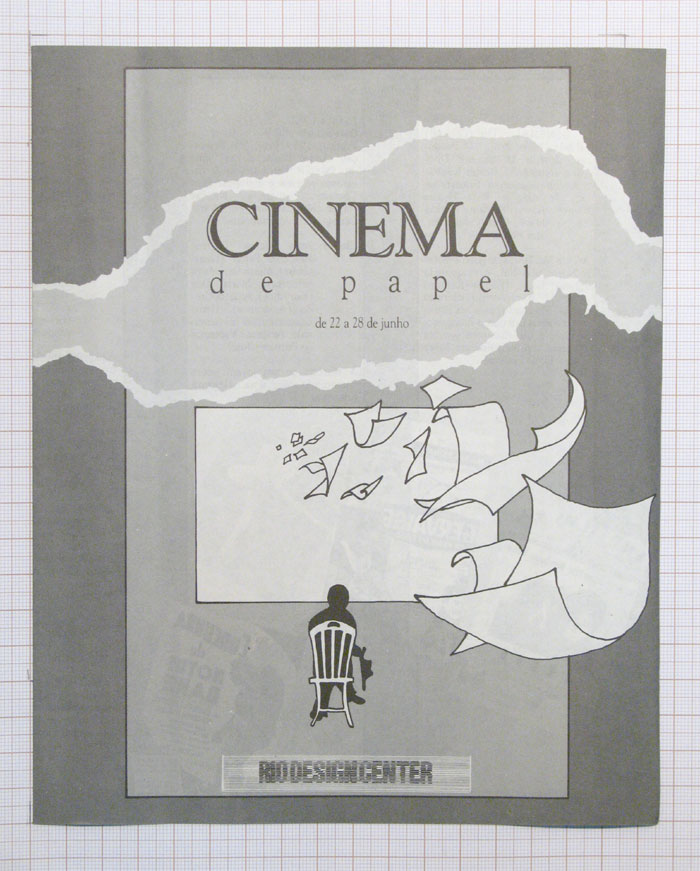 CINEMA
de papel
de 22 a 28 de junho
RIO DESIGN CENTER